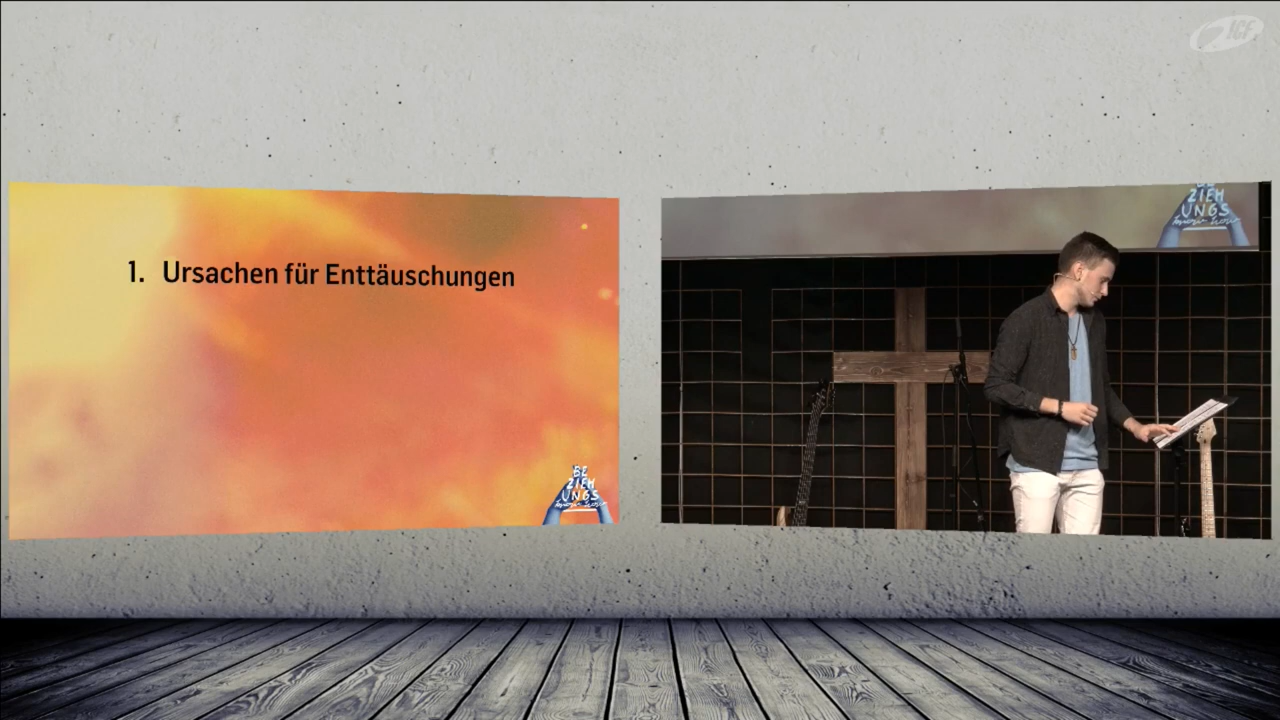 ICF
1. Ursachen für Enttäuschungen
BE
ZIEH
UNGS
BE
ZIEH
UNGS